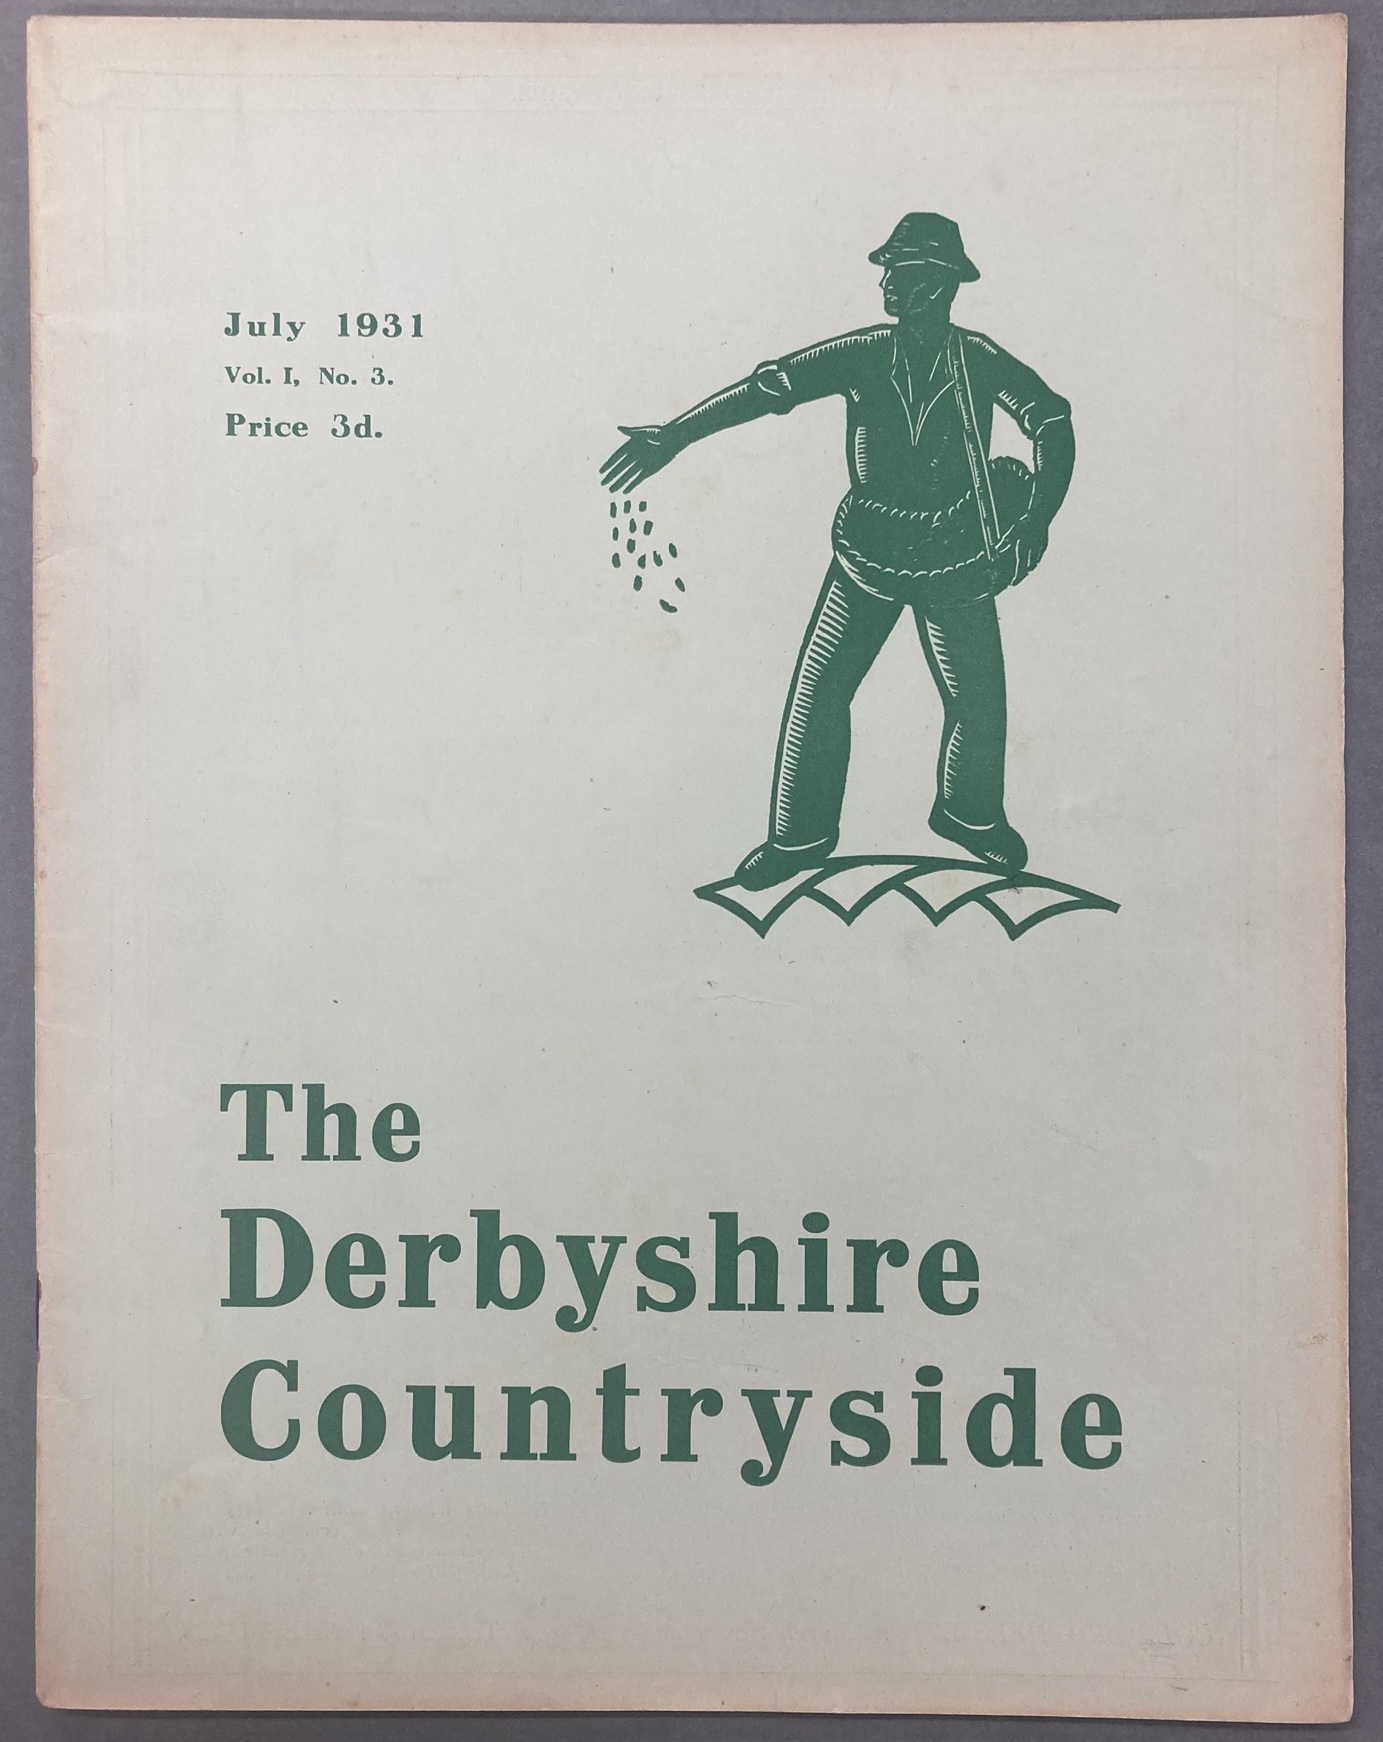 July 1931
Vol. I, No. 3.
Price 3d.
The
Derbyshire
Countryside